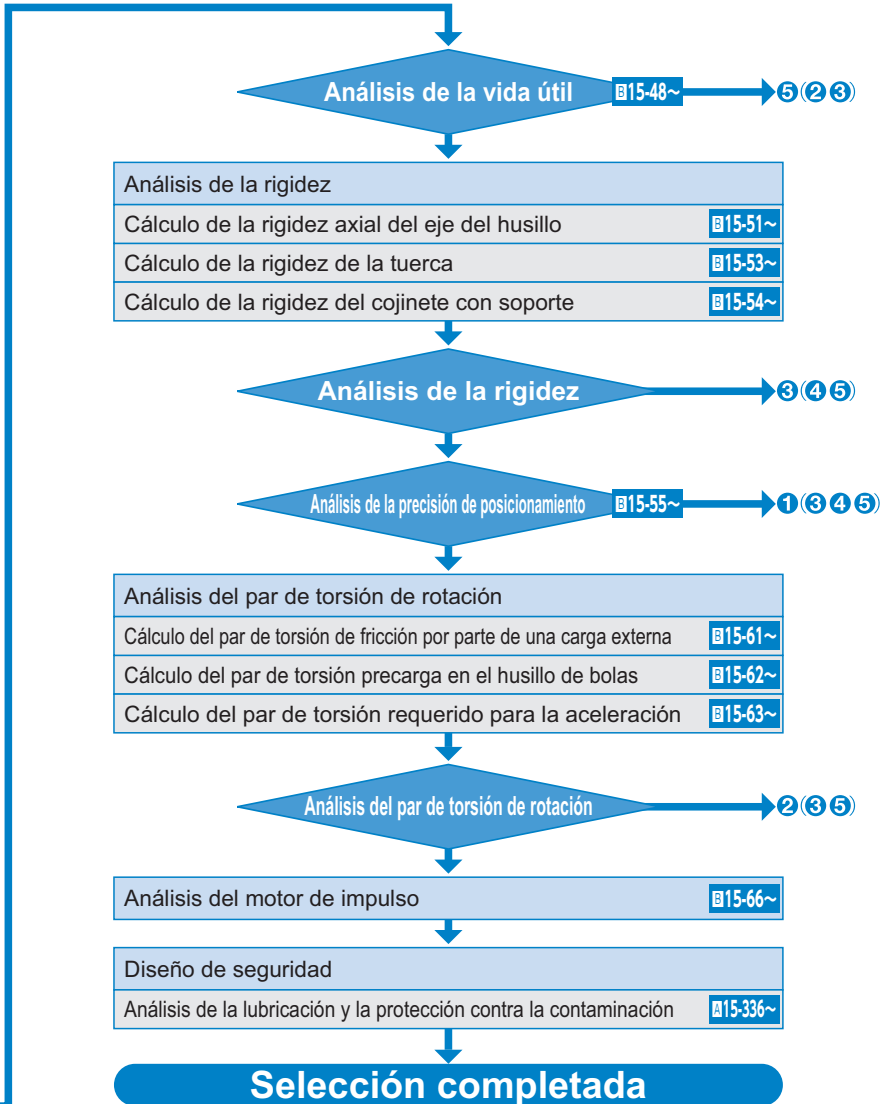 Análisis de la vida útil B15-48~ ❺(❷❸)
Análisis de la rigidez
Cálculo de la rigidez axial del eje del husillo B15-51~
Cálculo de la rigidez de la tuerca B15-53~
Cálculo de la rigidez del cojinete con soporte B15-54~
Análisis de la rigidez ❸(❹❺)
Análisis de la precisión de posicionamiento B15-55~ ❶(❸❹❺)
Análisis del par de torsión de rotación
Cálculo del par de torsión de fricción por parte de una carga externa B15-61~
Cálculo del par de torsión precarga en el husillo de bolas B15-62~
Cálculo del par de torsión requerido para la aceleración B15-63~
Análisis del par de torsión de rotación ❷(❸❺)
Análisis del motor de impulso B15-66~
Diseño de seguridad
Análisis de la lubricación y la protección contra la contaminación A15-336~
Selección completada